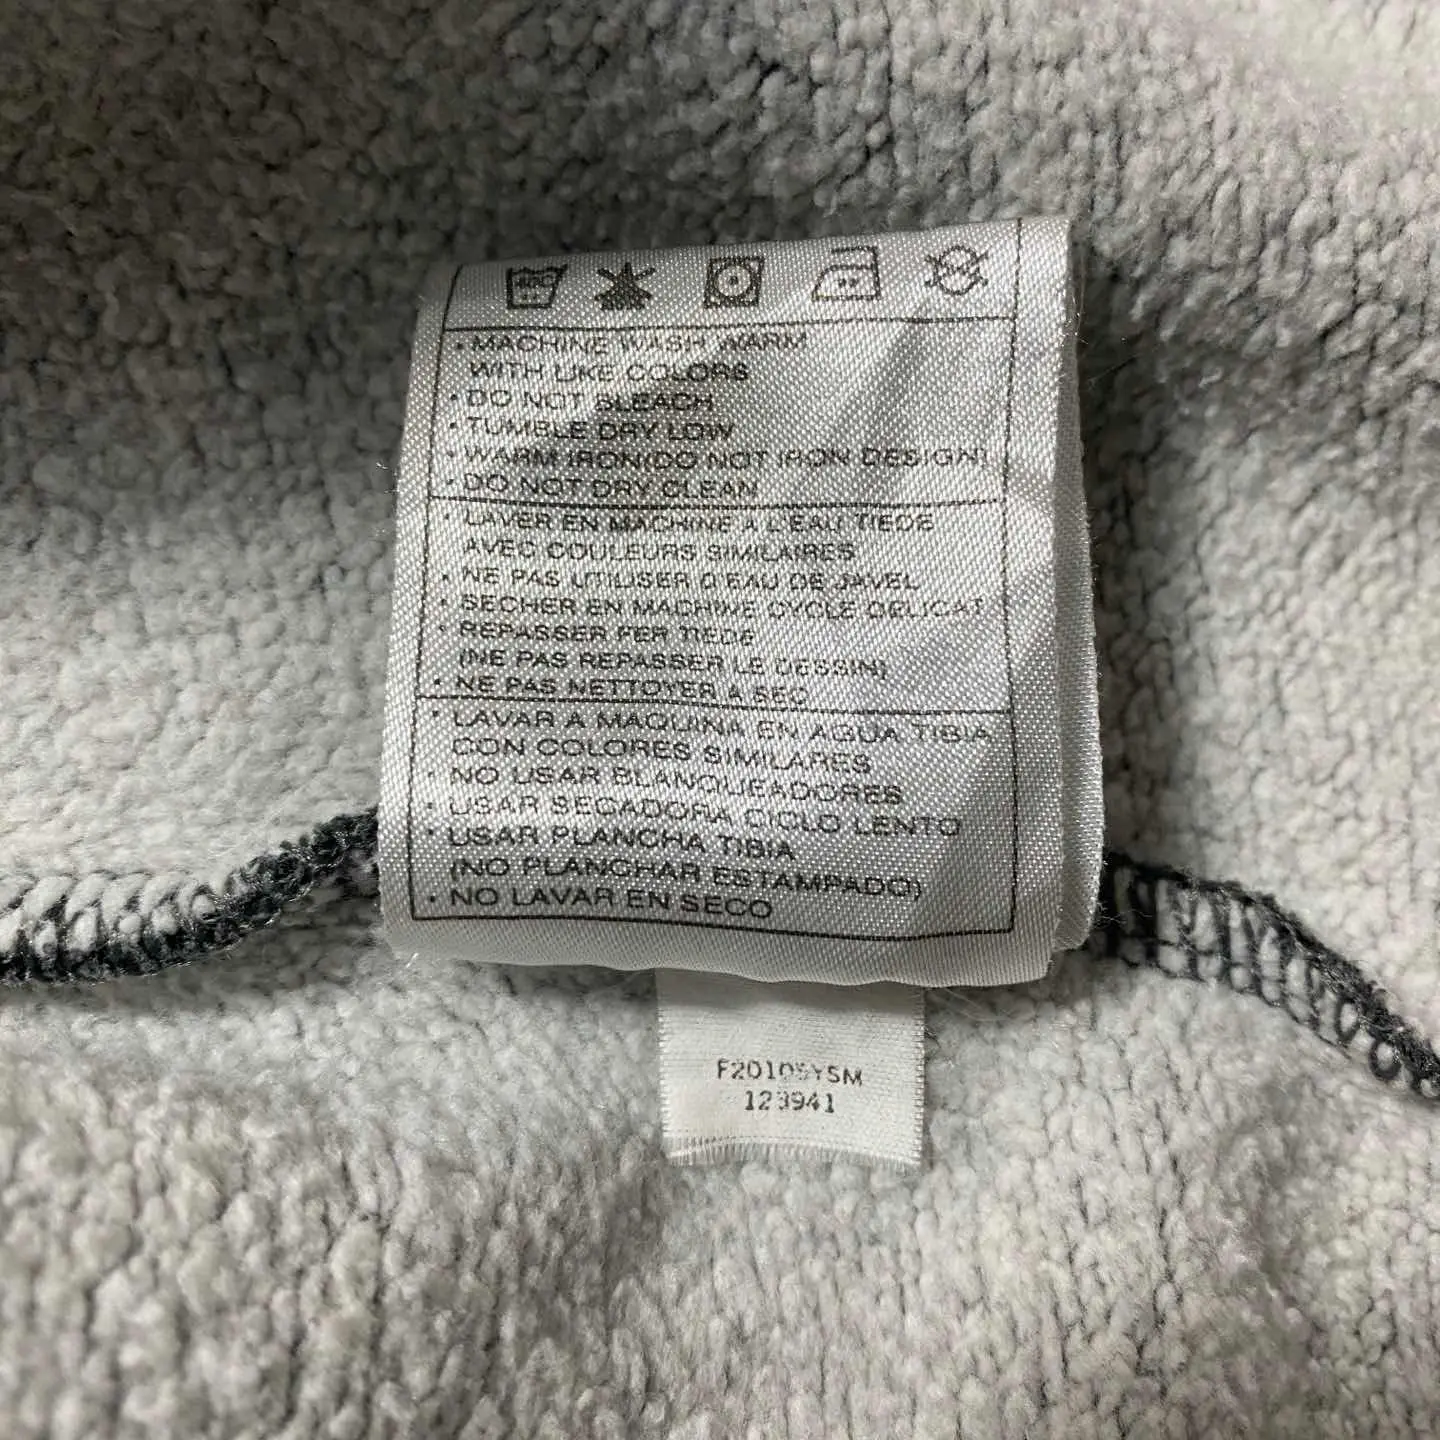 • MACHINE WASH WARM
WITH LIKE COLORS
• DO NOT BLEACH
• TUMBLE DRY LOW
• WARM IRON(DO NOT IRON DESIGN)
• DO NOT DRY CLEAN
• LAVER EN MACHINE A L'EAU TIEDE
AVEC COULEURS SIMILAIRES
• NE PAS UTILISER D'EAU DE JAVEL
• SECHER EN MACHINE CYCLE DELICAT
• REPASSER FER TIEDE
(NE PAS REPASSER LE DESSIN)
• NE PAS NETTOYER A SEC
• LAVAR A MAQUINA EN AGUA TIBIA
CON COLORES SIMILARES
• NO USAR BLANQUEADORES
• USAR SECADORA CICLO LENTO
• USAR PLANCHA TIBIA
(NO PLANCHAR ESTAMPADO)
• NO LAVAR EN SECO
F20105YSM
123941